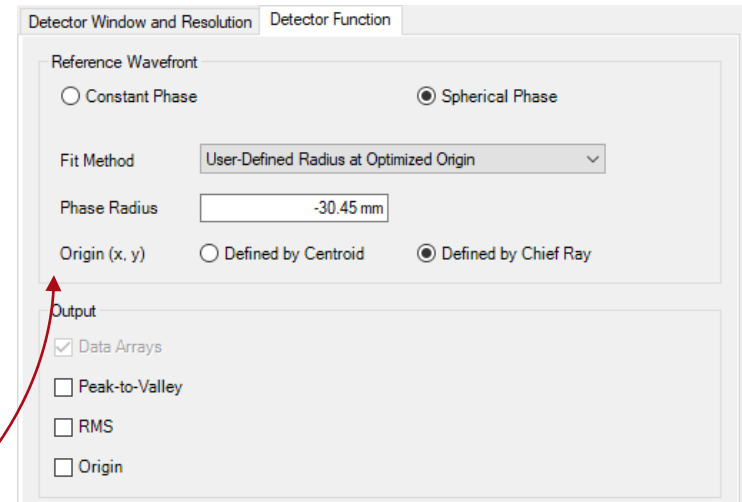 Detector Window and Resolution Detector Function
Reference Wavefront
Constant Phase Spherical Phase
Fit Method User-Defined Radius at Optimized Origin
Phase Radius -30.45 mm
Origin (x, y) Defined by Centroid Defined by Chief Ray
Output
Data Arrays
Peak-to-Valley
RMS
Origin